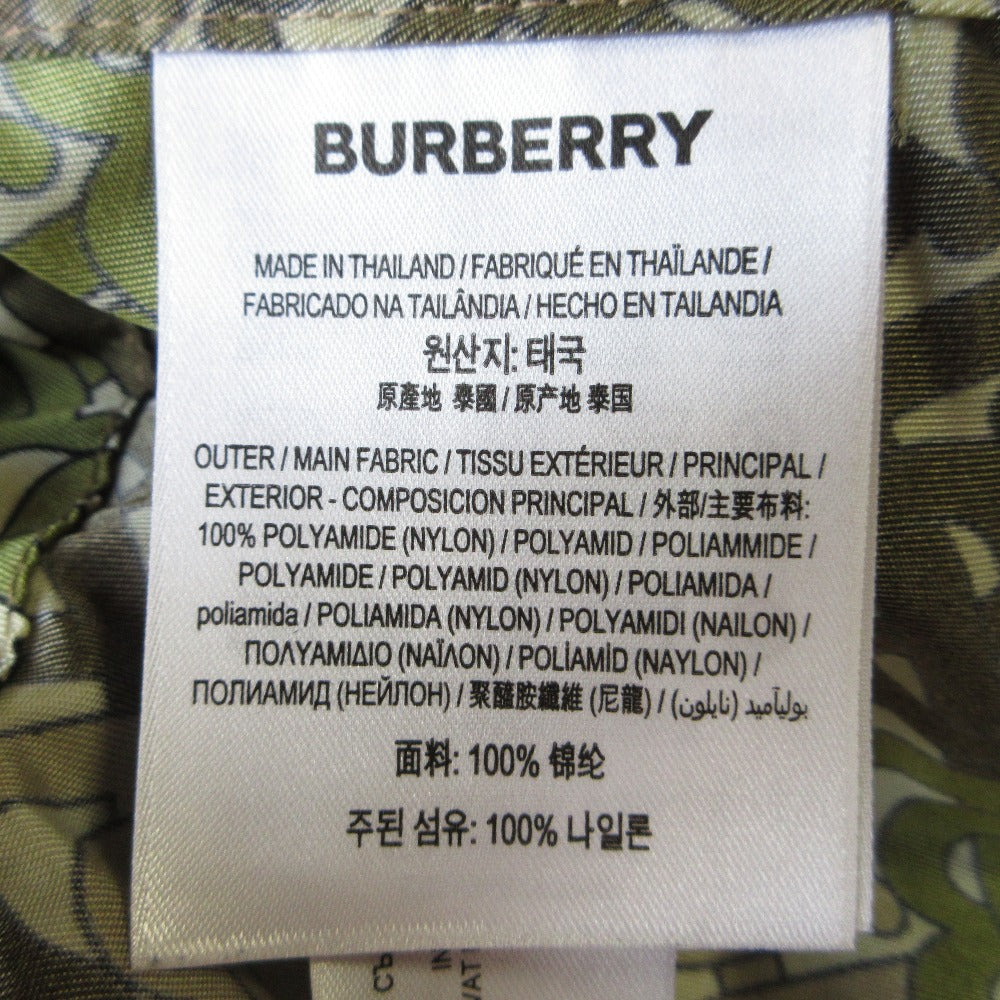 BURBERRY
MADE IN THAILAND / FABRIQUÉ EN THAÏLANDE /
FABRICADO NA TAILÂNDIA / HECHO EN TAILANDIA
원산지: 태국
原產地 泰國 / 原产地 泰国
OUTER / MAIN FABRIC / TISSU EXTÉRIEUR / PRINCIPAL /
EXTERIOR - COMPOSICION PRINCIPAL / 外部/主要布料:
100% POLYAMIDE (NYLON) / POLYAMID / POLIAMMIDE /
POLYAMIDE / POLYAMID (NYLON) / POLIAMIDA /
poliamida / POLIAMIDA (NYLON) / POLYAMIDI (NAILON) /
ΠΟΛΥΑΜΙΔΙΟ (ΝΑΪΛΟΝ) / POLİAMİD (NAYLON) /
ПОЛИАМИД (НЕЙЛОН) / 聚醯胺纖維 (尼龍) / بوليآميد (نايلون)
面料: 100% 锦纶
주된 섬유: 100% 나일론